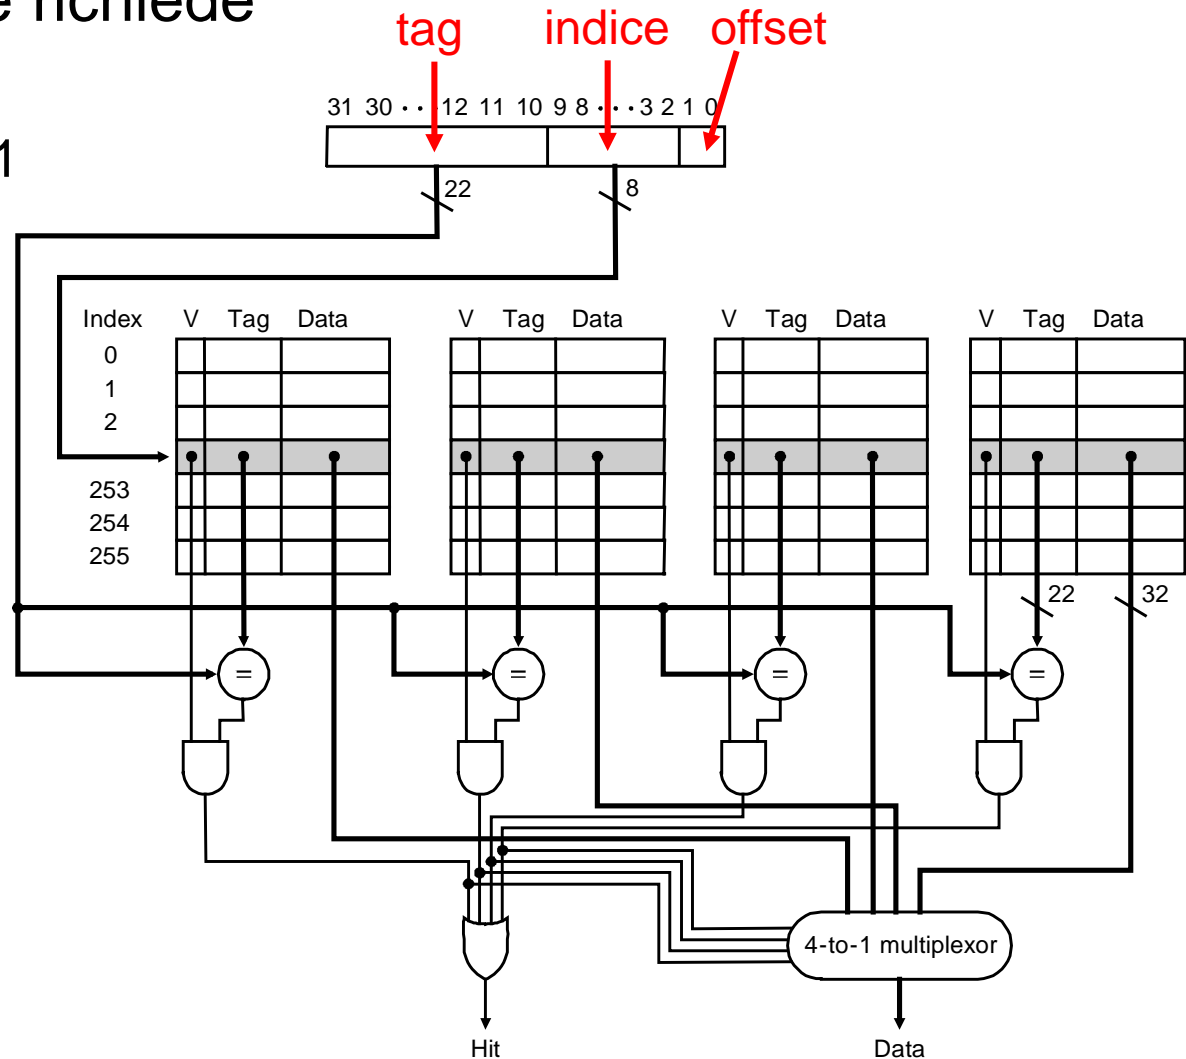 e richiede
1
tag indice offset
31 30 · · · 12 11 10 9 8 · · · 3 2 1 0
22 8
Index V Tag Data V Tag Data V Tag Data V Tag Data
0
1
2
253
254
255
22 32
= = = =
4-to-1 multiplexor
Hit Data